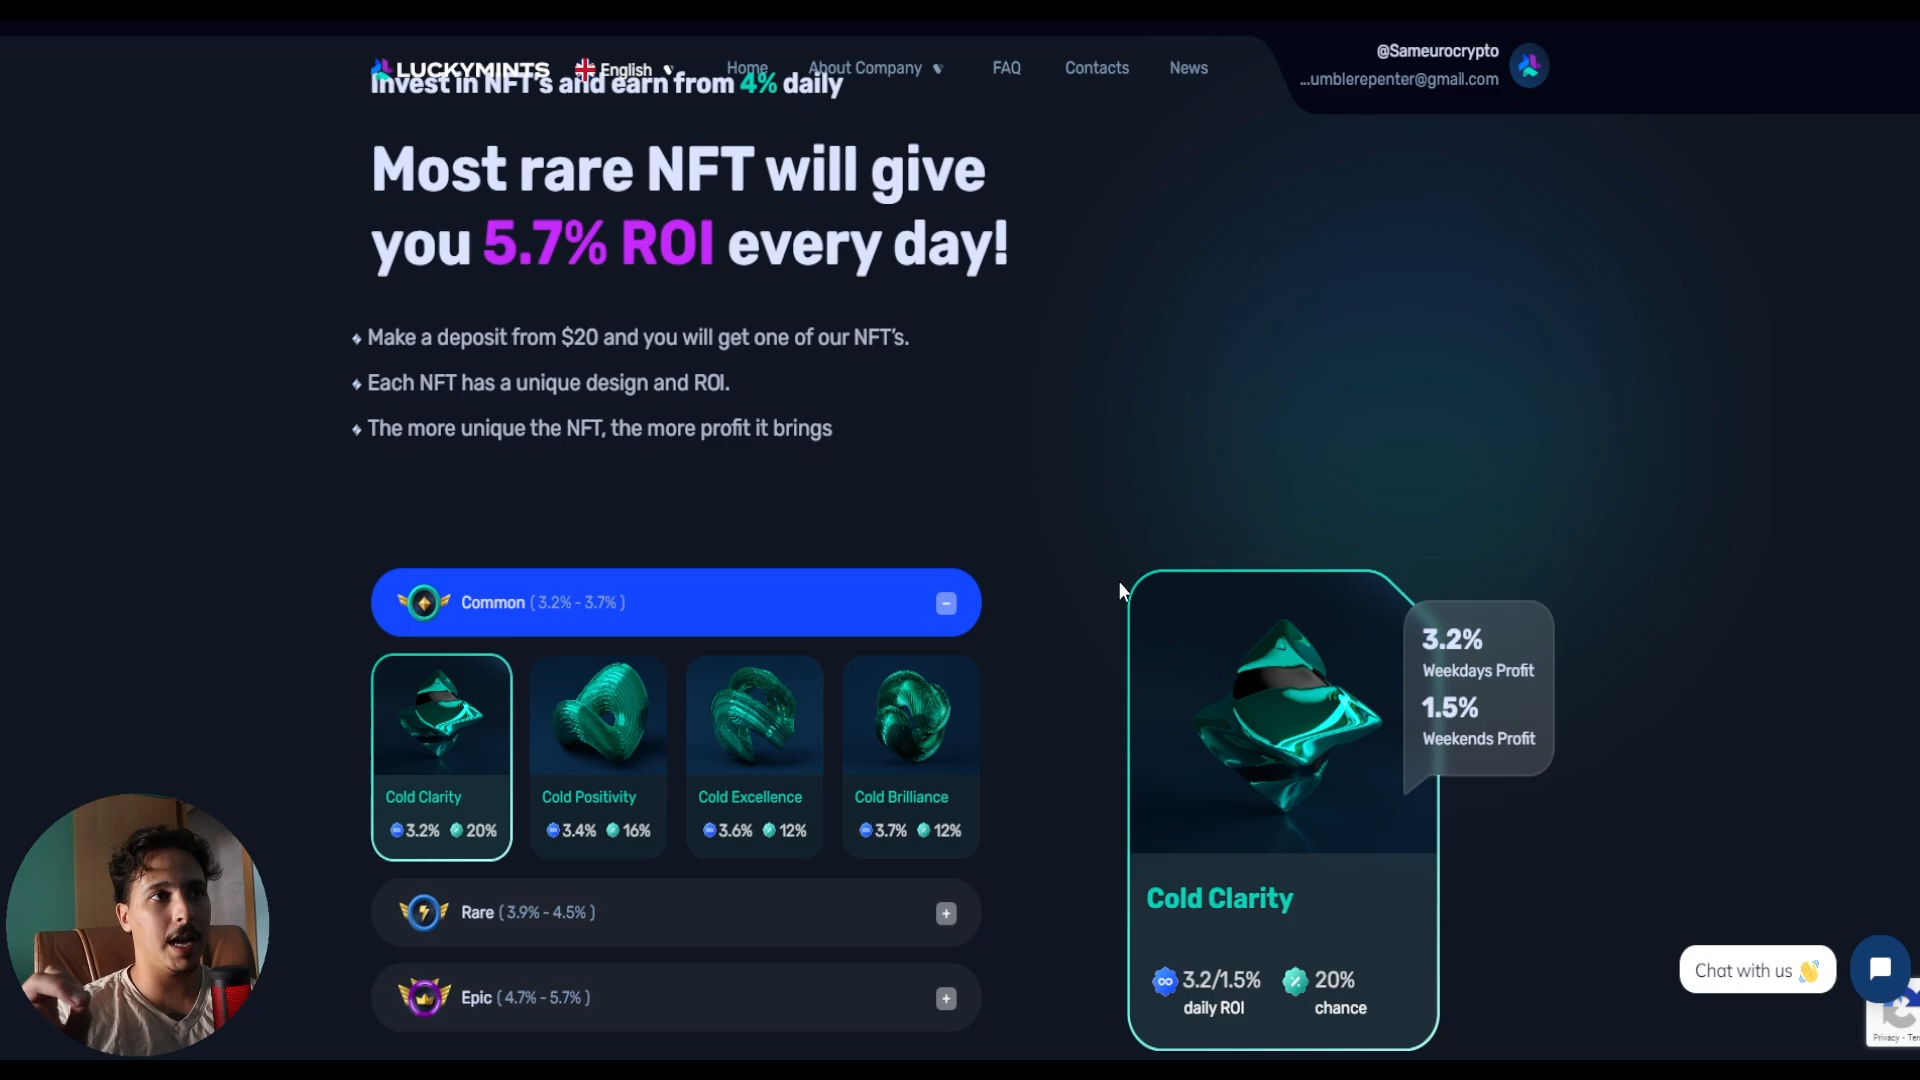 LUCKYMINTS
English
Home
About Company
FAQ
Contacts
News
@Sameurocrypto
...umblerepenter@gmail.com
Invest in NFT's and earn from 4% daily
Most rare NFT will give
you 5.7% ROI every day!
Make a deposit from $20 and you will get one of our NFT's.
Each NFT has a unique design and ROI.
The more unique the NFT, the more profit it brings
Common ( 3.2% - 3.7% )
Cold Clarity
3.2% 20%
Cold Positivity
3.4% 16%
Cold Excellence
3.6% 12%
Cold Brilliance
3.7% 12%
Rare ( 3.9% - 4.5% )
Epic ( 4.7% - 5.7% )
3.2%
Weekdays Profit
1.5%
Weekends Profit
Cold Clarity
3.2/1.5%
daily ROI
20%
chance
Chat with us 👋
Privacy -